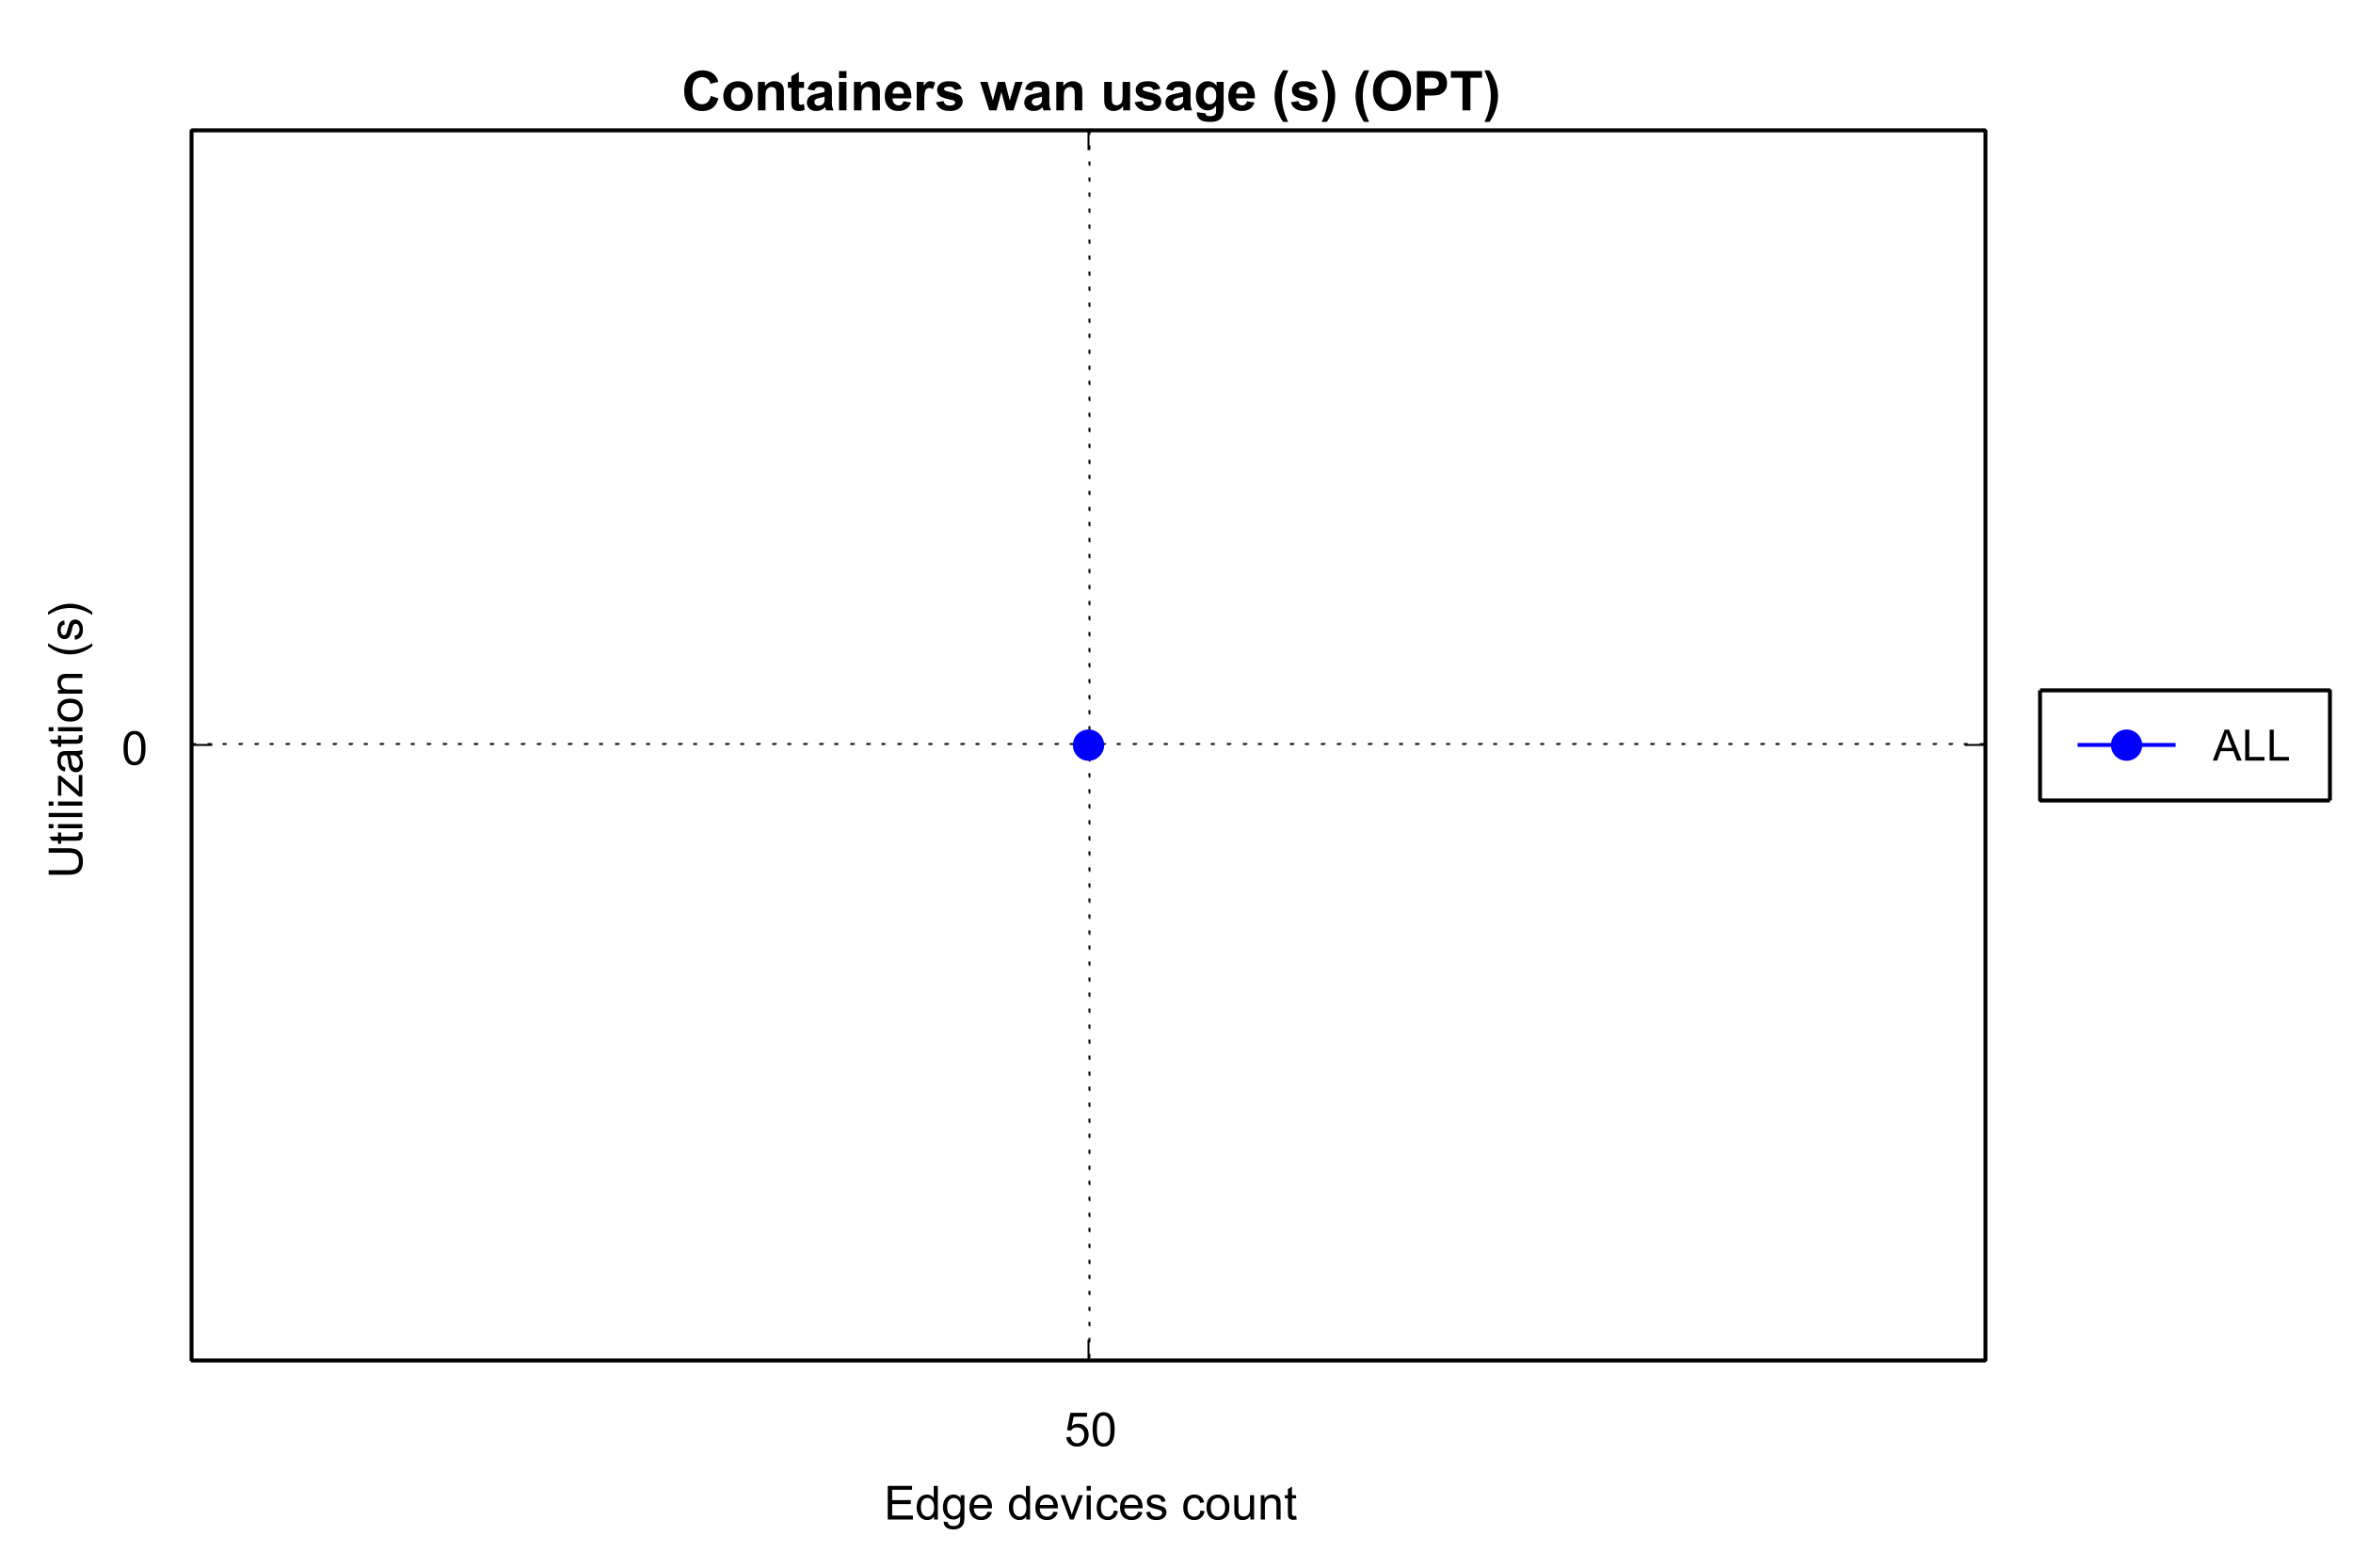 Containers wan usage (s) (OPT)
Utilization (s)
0
ALL
50
Edge devices count